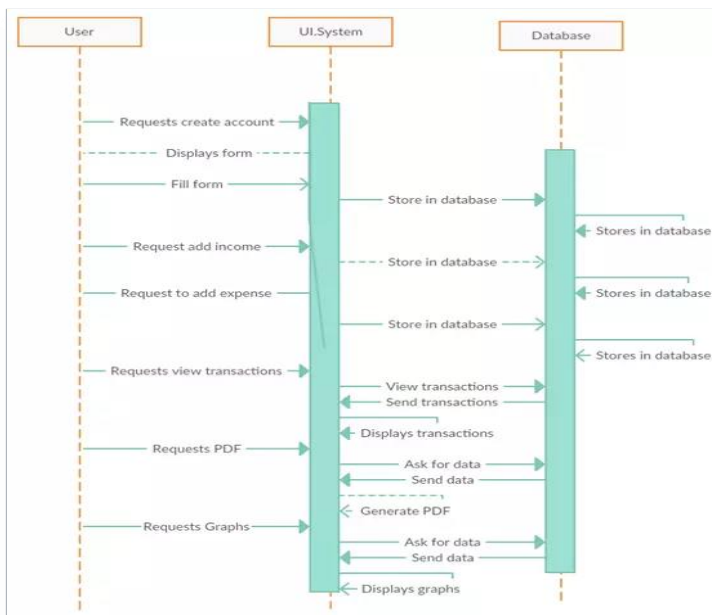 User
UI.System
Database
Requests create account
Displays form
Fill form
Store in database
Stores in database
Request add income
Store in database
Request to add expense
Stores in database
Store in database
Stores in database
Requests view transactions
View transactions
Send transactions
Displays transactions
Requests PDF
Ask for data
Send data
Generate PDF
Requests Graphs
Ask for data
Send data
Displays graphs